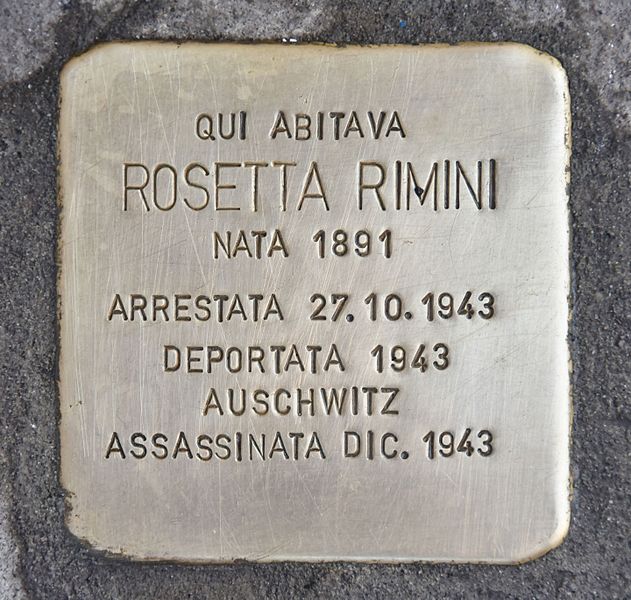 QUI ABITAVA
ROSETTA RIMINI
NATA 1891
ARRESTATA 27.10.1943
DEPORTATA 1943
AUSCHWITZ
ASSASSINATA DIC. 1943